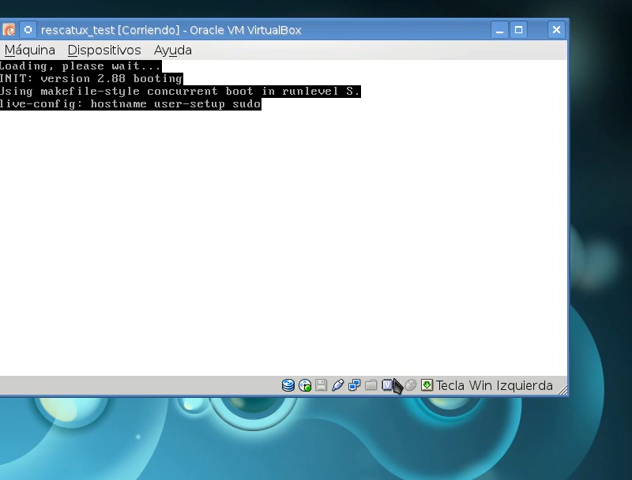 rescatux_test [Corriendo] - Oracle VM VirtualBox
Máquina Dispositivos Ayuda
Loading, please wait...
INIT: version 2.88 booting
Using makefile-style concurrent boot in runlevel S.
live-config: hostname user-setup sudo
Tecla Win Izquierda